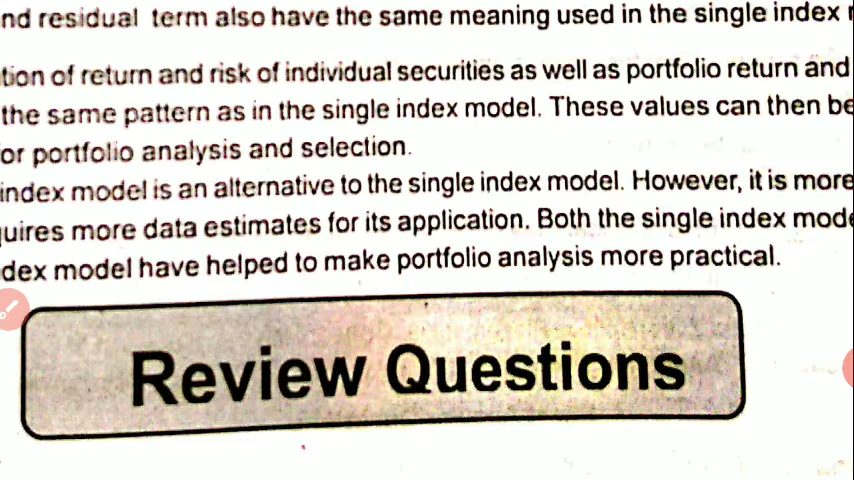 nd residual term also have the same meaning used in the single index
tion of return and risk of individual securities as well as portfolio return and
the same pattern as in the single index model. These values can then be
or portfolio analysis and selection.
index model is an alternative to the single index model. However, it is more
quires more data estimates for its application. Both the single index mode
dex model have helped to make portfolio analysis more practical.
Review Questions